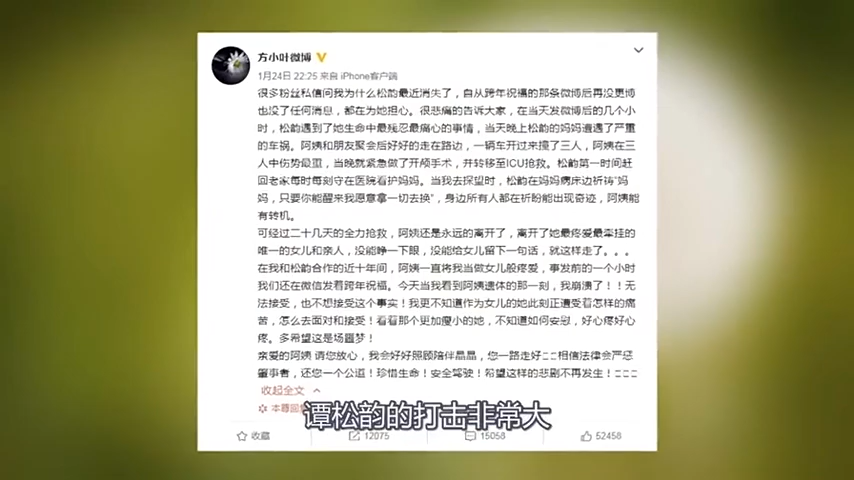 方小叶微博
1月24日 22:25 来自 iPhone客户端
很多粉丝私信问我为什么松韵最近消失了，自从跨年祝福的那条微博后再没更博
也没了任何消息，都在为她担心。很悲痛的告诉大家，在当天发微博后的几个小
时，松韵遇到了她生命中最残忍最痛心的事情，当天晚上松韵的妈妈遭遇了严重
的车祸。阿姨和朋友聚会后好好的走在路边，一辆车开过来撞了三人，阿姨在三
人中伤势最重，当晚就紧急做了开颅手术，并转移至ICU抢救。松韵第一时间赶
回老家每时每刻守在医院看护妈妈。当我去探望时，松韵在妈妈病床边祈祷"妈
妈，只要你能醒来我愿意拿一切去换"，身边所有人都在祈盼能出现奇迹，阿姨能
有转机。
可经过二十几天的全力抢救，阿姨还是永远的离开了，离开了她最疼爱最牵挂的
唯一的女儿和亲人，没能睁一下眼，没能给女儿留下一句话，就这样走了。。。
在我和松韵合作的近十年间，阿姨一直将我当做女儿般疼爱，事发前的一个小时
我们还在微信发着跨年祝福。今天当我看到阿姨遗体的那一刻，我崩溃了！！无
法接受，也不想接受这个事实！我更不知道作为女儿的她此刻正遭受着怎样的痛
苦，怎么去面对和接受！看着那个更加瘦小的她，不知道如何安慰，好心疼好心
疼。多希望这是场噩梦！
亲爱的阿姨 请您放心，我会好好照顾陪伴晶晶，您一路走好 相信法律会严惩
肇事者，还您一个公道！珍惜生命！安全驾驶！希望这样的悲剧不再发生！
收起全文
本尊
谭松韵的打击非常大
收藏 12075 15058 52458